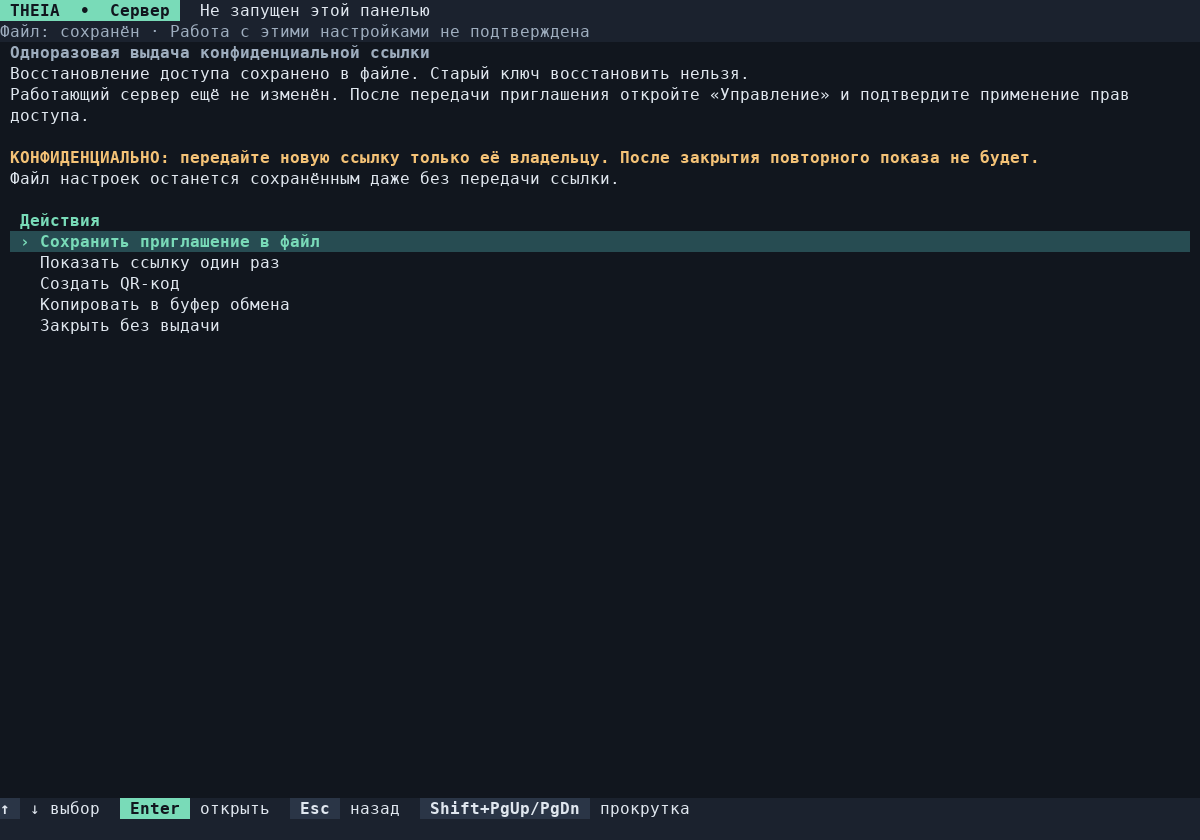 THEIA • Сервер  Не запущен этой панелью
Файл: сохранён · Работа с этими настройками не подтверждена
Одноразовая выдача конфиденциальной ссылки
Восстановление доступа сохранено в файле. Старый ключ восстановить нельзя.
Работающий сервер ещё не изменён. После передачи приглашения откройте «Управление» и подтвердите применение прав
доступа.
КОНФИДЕНЦИАЛЬНО: передайте новую ссылку только её владельцу. После закрытия повторного показа не будет.
Файл настроек останется сохранённым даже без передачи ссылки.
Действия
› Сохранить приглашение в файл
Показать ссылку один раз
Создать QR-код
Копировать в буфер обмена
Закрыть без выдачи
↑ ↓ выбор Enter открыть Esc назад Shift+PgUp/PgDn прокрутка